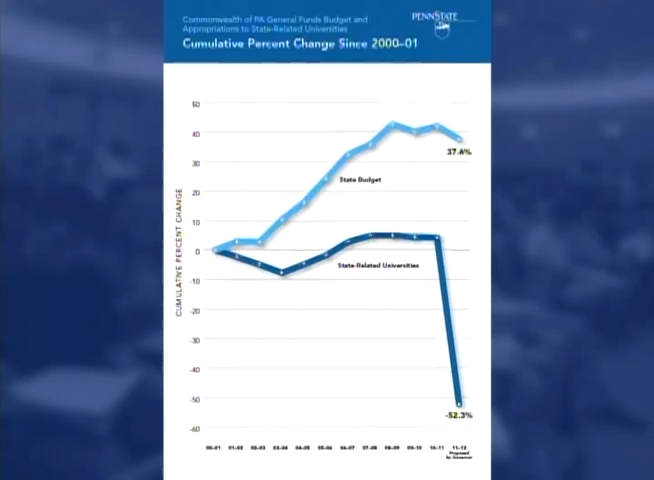 Commonwealth of PA General Funds Budget and
Appropriations to State-Related Universities
Cumulative Percent Change Since 2000–01
PENNSTATE
CUMULATIVE PERCENT CHANGE
50
40
30
20
10
0
-10
-20
-30
-40
-50
-60
37.6%
State Budget
State-Related Universities
-52.3%
00–01 01–02 02–03 03–04 04–05 05–06 06–07 07–08 08–09 09–10 10–11 11–12
Proposed
by Governor